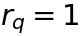 r_q = 1